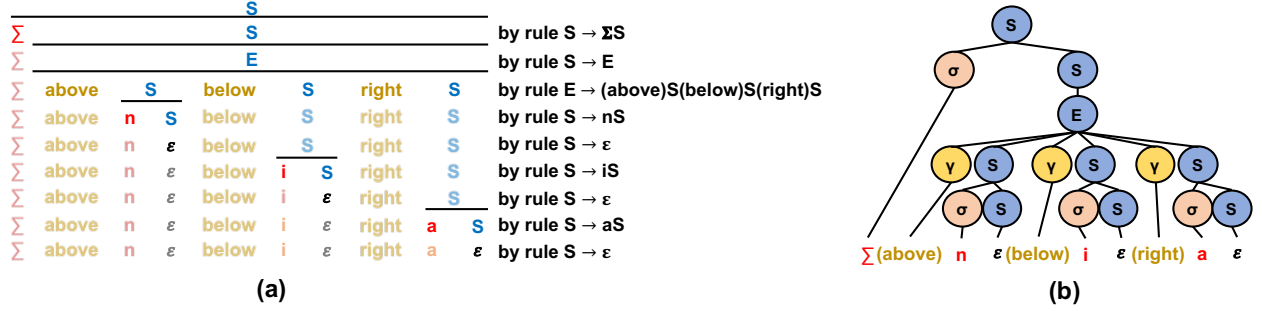 S
∑ S by rule S → ΣS
∑ E by rule S → E
∑ above S below S right S by rule E → (above)S(below)S(right)S
∑ above n S below S right S by rule S → nS
∑ above n ε below S right S by rule S → ε
∑ above n ε below i S right S by rule S → iS
∑ above n ε below i ε right S by rule S → ε
∑ above n ε below i ε right a S by rule S → aS
∑ above n ε below i ε right a ε by rule S → ε
(a)
S
σ S
E
γ S γ S γ S
σ S σ S σ S
∑ (above) n ε (below) i ε (right) a ε
(b)